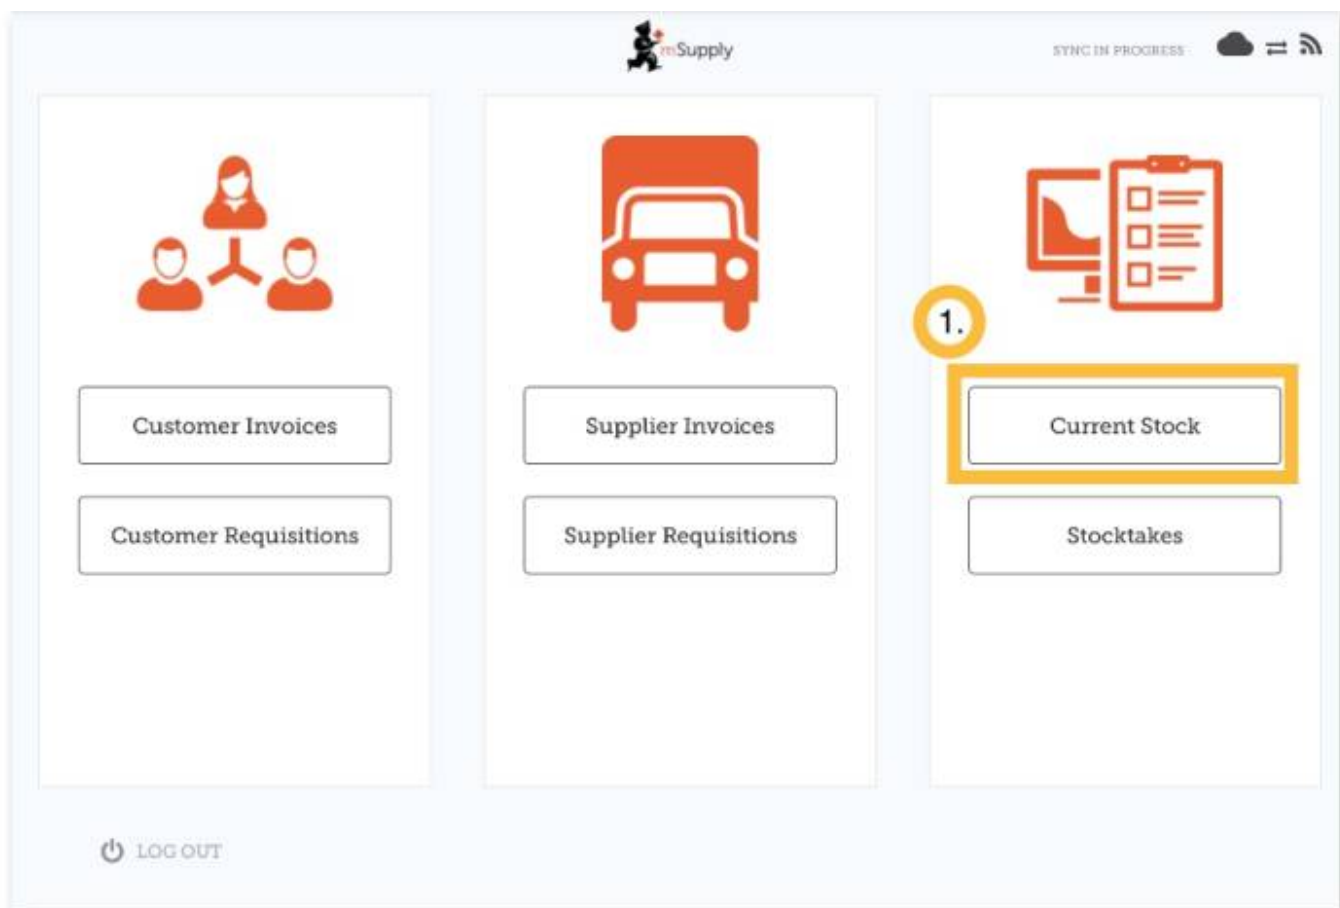 mSupply
SYNC IN PROGRESS
1.
Customer Invoices
Supplier Invoices
Current Stock
Customer Requisitions
Supplier Requisitions
Stocktakes
LOG OUT